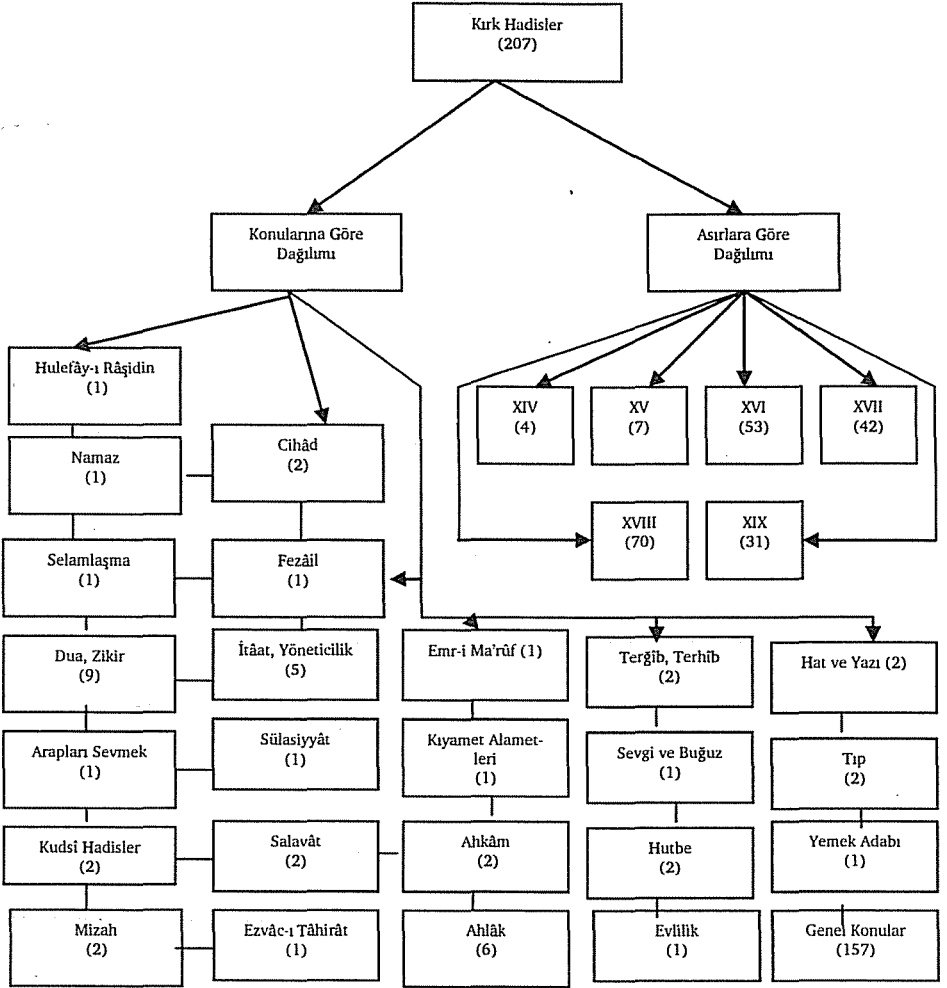 Kırk Hadisler
(207)
Konularına Göre
Dağılımı
Asırlara Göre
Dağılımı
Hulefây-ı Râşidin
(1)
Namaz
(1)
Selamlaşma
(1)
Dua, Zikir
(9)
Arapları Sevmek
(1)
Kudsî Hadisler
(2)
Mizah
(2)
Cihâd
(2)
Fezâil
(1)
İtâat, Yöneticilik
(5)
Sülasiyyât
(1)
Salavât
(2)
Ezvâc-ı Tâhirât
(1)
Emr-i Ma'rûf (1)
Kıyamet Alamet-
leri
(1)
Ahkâm
(2)
Ahlâk
(6)
Terğîb, Terhîb
(2)
Sevgi ve Buğuz
(1)
Hutbe
(2)
Evlilik
(1)
Hat ve Yazı (2)
Tıp
(2)
Yemek Adabı
(1)
Genel Konular
(157)
XIV
(4)
XV
(7)
XVI
(53)
XVII
(42)
XVIII
(70)
XIX
(31)